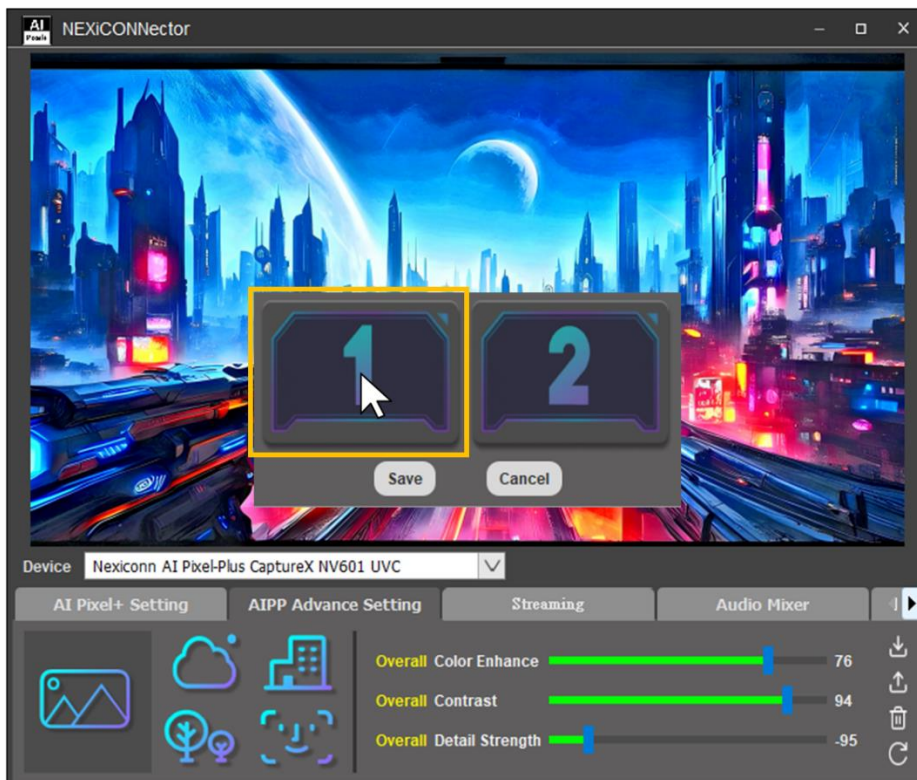 AI
Pixels
NEXiCONNector
1
2
Save
Cancel
Device
Nexiconn AI Pixel-Plus CaptureX NV601 UVC
AI Pixel+ Setting
AIPP Advance Setting
Streaming
Audio Mixer
Overall Color Enhance 76
Overall Contrast 94
Overall Detail Strength -95